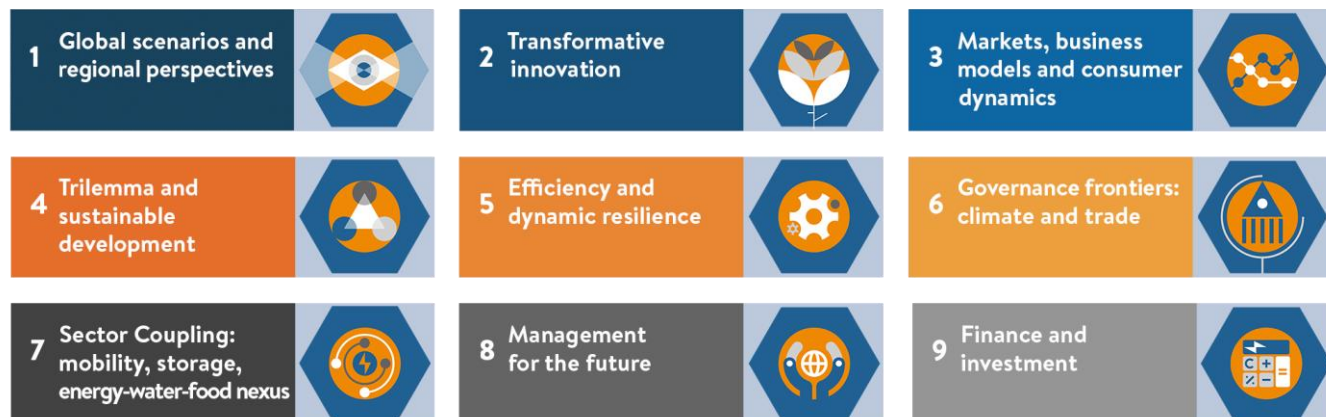 1 Global scenarios and
regional perspectives
2 Transformative
innovation
3 Markets, business
models and consumer
dynamics
4 Trilemma and
sustainable
development
5 Efficiency and
dynamic resilience
6 Governance frontiers:
climate and trade
7 Sector Coupling:
mobility, storage,
energy-water-food nexus
8 Management
for the future
9 Finance and
investment
C + 
% − =